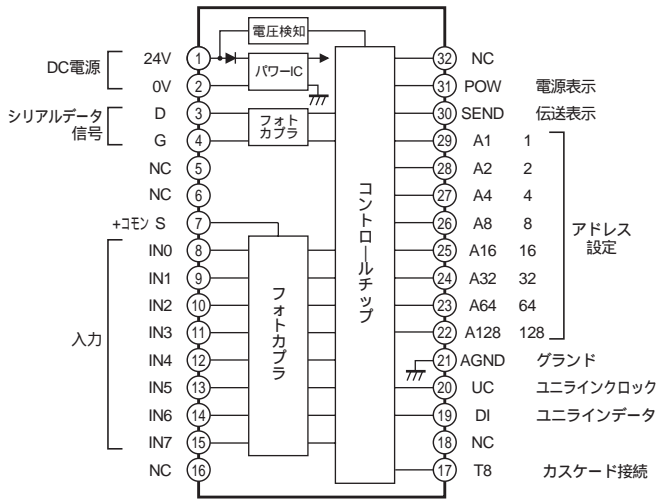 電圧検知
DC電源
24V 1
パワーIC
0V 2
シリアルデータ
信号
D 3
フォト
カプラ
G 4
NC 5
NC 6
+コモン S 7
入力
IN0 8
IN1 9
IN2 10
IN3 11
IN4 12
IN5 13
IN6 14
IN7 15
NC 16
フォトカプラ
コントロールチップ
32 NC
31 POW 電源表示
30 SEND 伝送表示
29 A1 1
28 A2 2
27 A4 4
26 A8 8
25 A16 16
24 A32 32
23 A64 64
22 A128 128
アドレス
設定
21 AGND グランド
20 UC ユニラインクロック
19 DI ユニラインデータ
18 NC
17 T8 カスケード接続